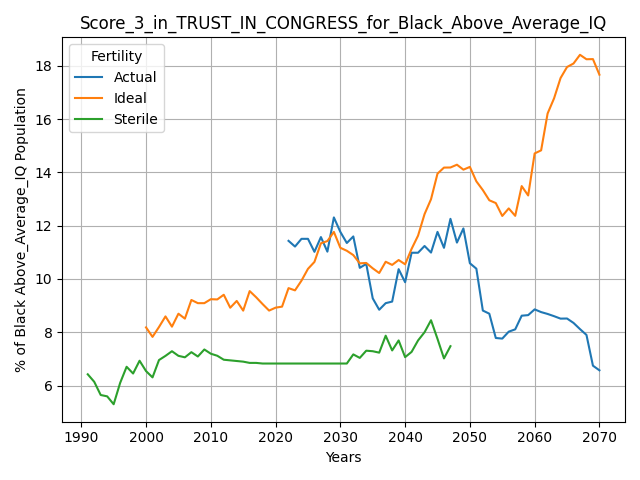 Score_3_in_TRUST_IN_CONGRESS_for_Black_Above_Average_IQ
Fertility
Actual
Ideal
Sterile
% of Black Above_Average_IQ Population
18
16
14
12
10
8
6
1990 2000 2010 2020 2030 2040 2050 2060 2070
Years